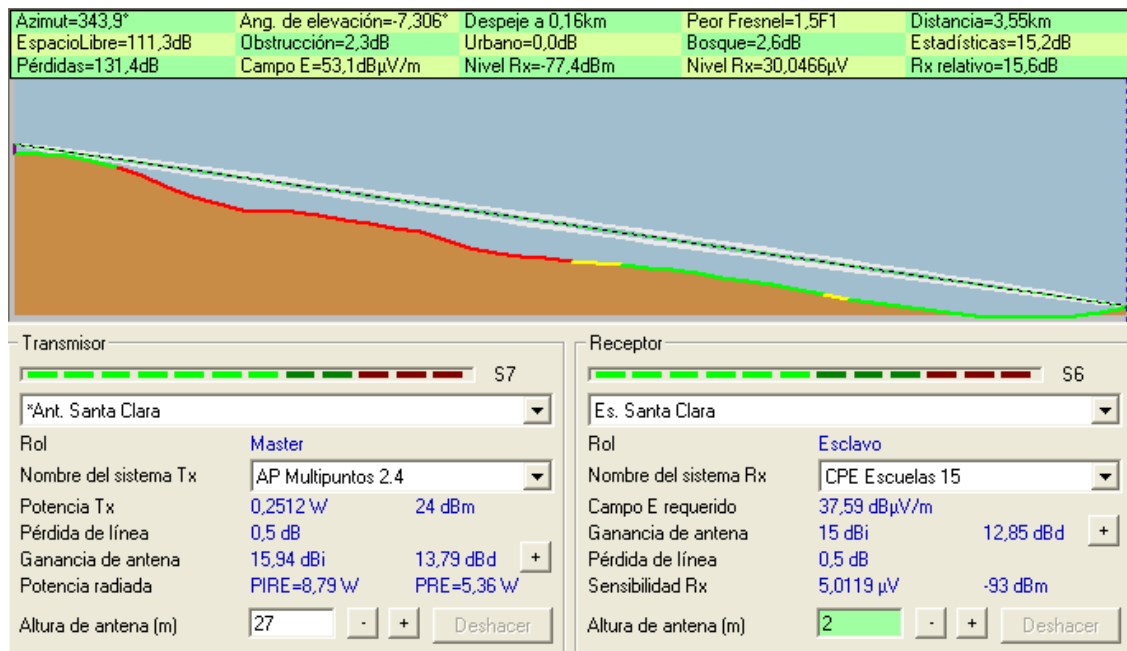 Azimut=343,9° Ang. de elevación=-7,306° Despeje a 0,16km Peor Fresnel=1,5F1 Distancia=3,55km
EspacioLibre=111,3dB Obstrucción=2,3dB Urbano=0,0dB Bosque=2,6dB Estadísticas=15,2dB
Pérdidas=131,4dB Campo E=53,1dBµV/m Nivel Rx=-77,4dBm Nivel Rx=30,0466µV Rx relativo=15,6dB
Transmisor
S7
*Ant. Santa Clara
Rol Master
Nombre del sistema Tx AP Multipuntos 2.4
Potencia Tx 0,2512 W 24 dBm
Pérdida de línea 0,5 dB
Ganancia de antena 15,94 dBi 13,79 dBd +
Potencia radiada PIRE=8,79 W PRE=5,36 W
Altura de antena (m) 27 - + Deshacer
Receptor
S6
Es. Santa Clara
Rol Esclavo
Nombre del sistema Rx CPE Escuelas 15
Campo E requerido 37,59 dBµV/m
Ganancia de antena 15 dBi 12,85 dBd +
Pérdida de línea 0,5 dB
Sensibilidad Rx 5,0119 µV -93 dBm
Altura de antena (m) 2 - + Deshacer